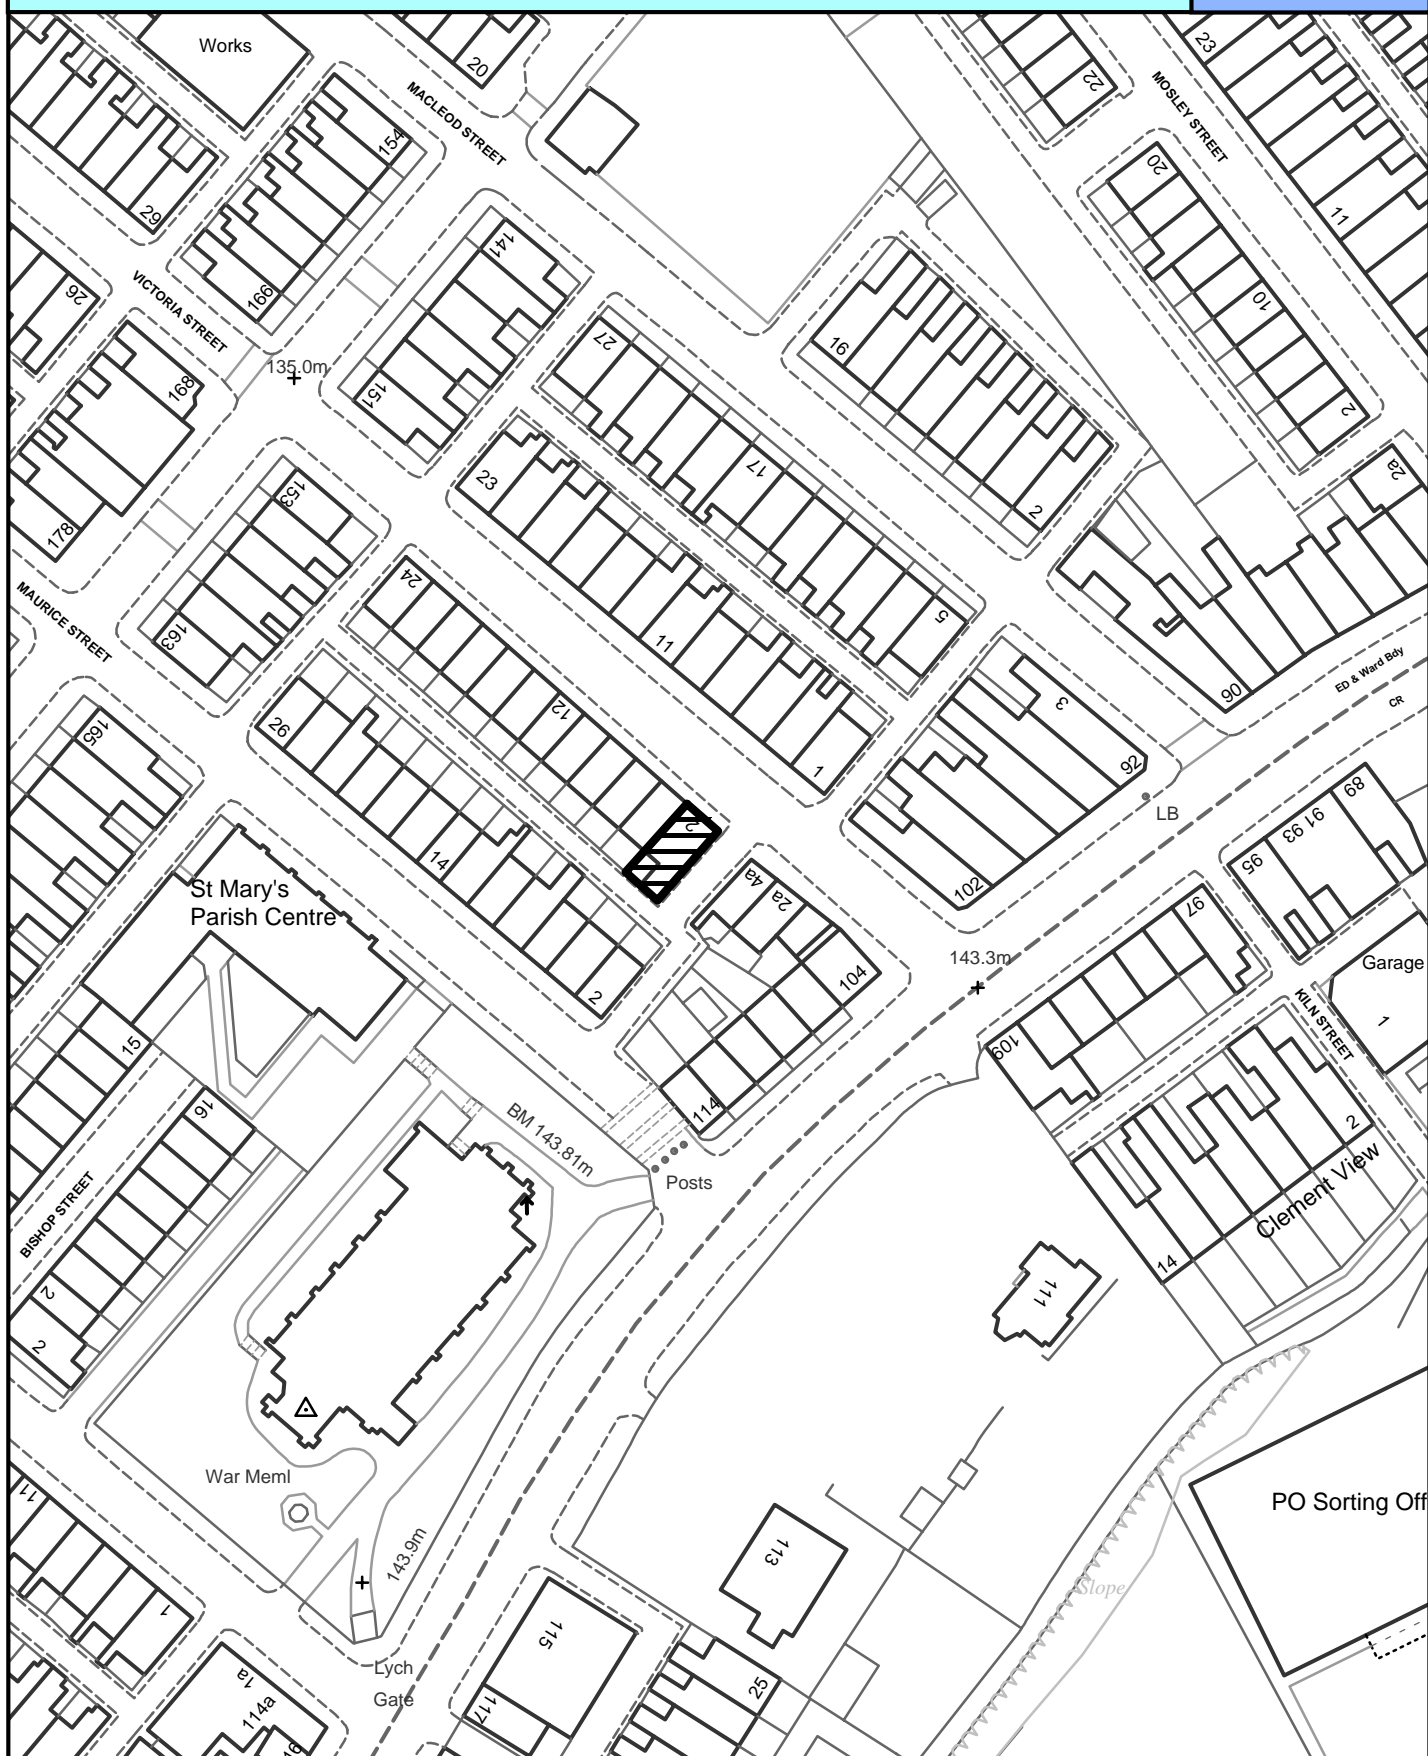 Works
20
MACLEOD STREET
22
MOSLEY STREET
23
154
29
20
11
141
166
26
VICTORIA STREET
10
168
135.0m
151
27
16
2
17
23
2a
153
178
2
24
MAURICE STREET
163
5
11
90
ED & Ward Bdy
CR
12
3
26
165
1
92
LB
89
91 93
95
2
14
4a
2a
102
97
St Mary's
Parish Centre
143.3m
104
Garage
2
KILN STREET
1
15
109
16
114
2
BM 143.81m
Posts
Clement View
BISHOP STREET
14
111
2
2
War Meml
PO Sorting Off
11
143.9m
113
Slope
1
115
Lych
Gate
1a
114a
117
25
16